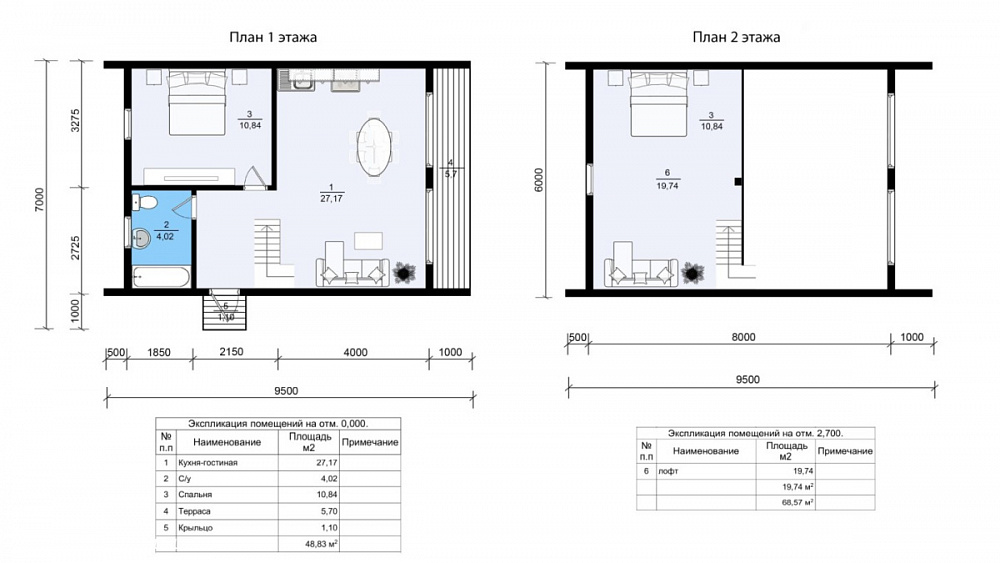 План 1 этажа
План 2 этажа
7000
3275
2725
1000
3
10,84
1
27,17
2
4,02
4
5,7
5
1,10
500 1850 2150 4000 1000
9500
6000
3
10,84
6
19,74
500 8000 1000
9500
Экспликация помещений на отм. 0,000.
№ п.п Наименование Площадь м2 Примечание
1 Кухня-гостиная 27,17
2 С/у 4,02
3 Спальня 10,84
4 Терраса 5,70
5 Крыльцо 1,10
48,83 м²
Экспликация помещений на отм. 2,700.
№ п.п Наименование Площадь м2 Примечание
6 лофт 19,74
19,74 м²
68,57 м²